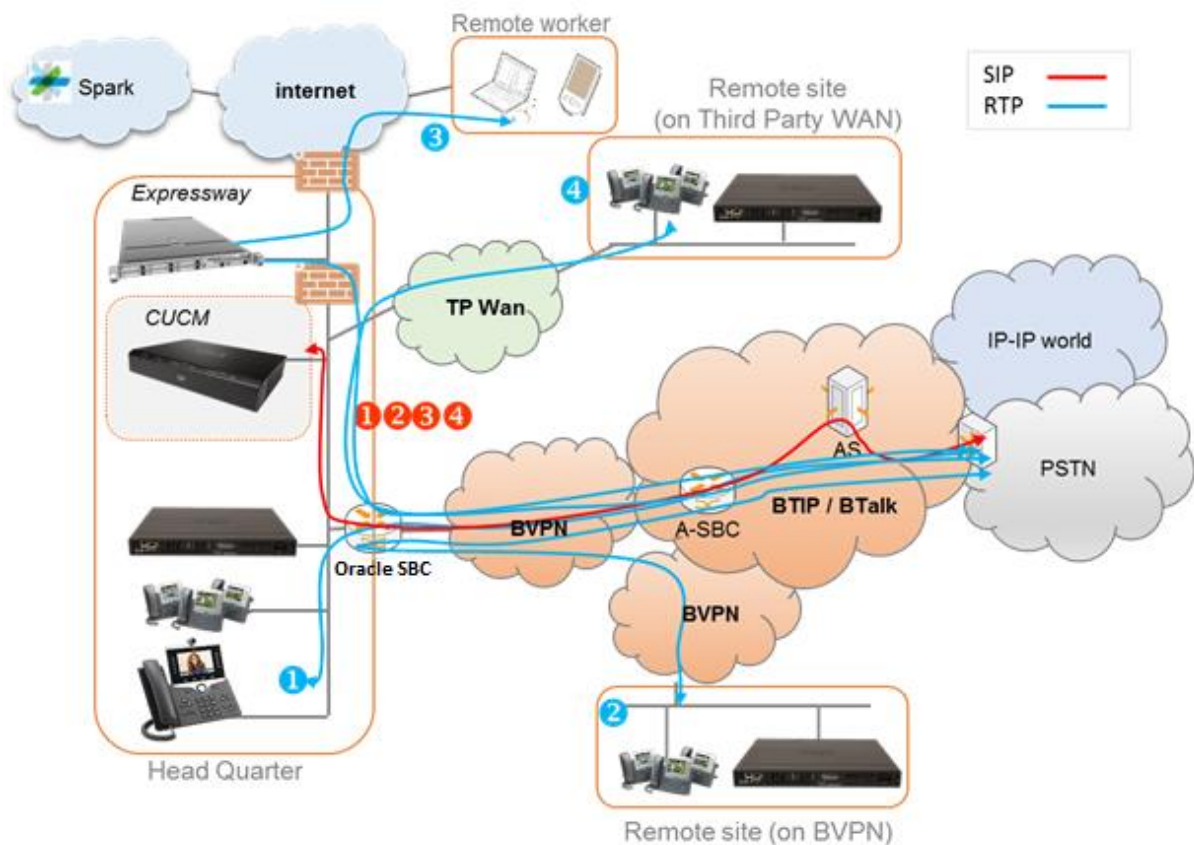 Remote worker
Spark
internet
SIP
RTP
Remote site
(on Third Party WAN)
3
Expressway
4
TP Wan
CUCM
IP-IP world
1 2 3 4
AS
PSTN
BVPN
A-SBC
BTIP / BTalk
Oracle SBC
BVPN
1
2
Head Quarter
Remote site (on BVPN)